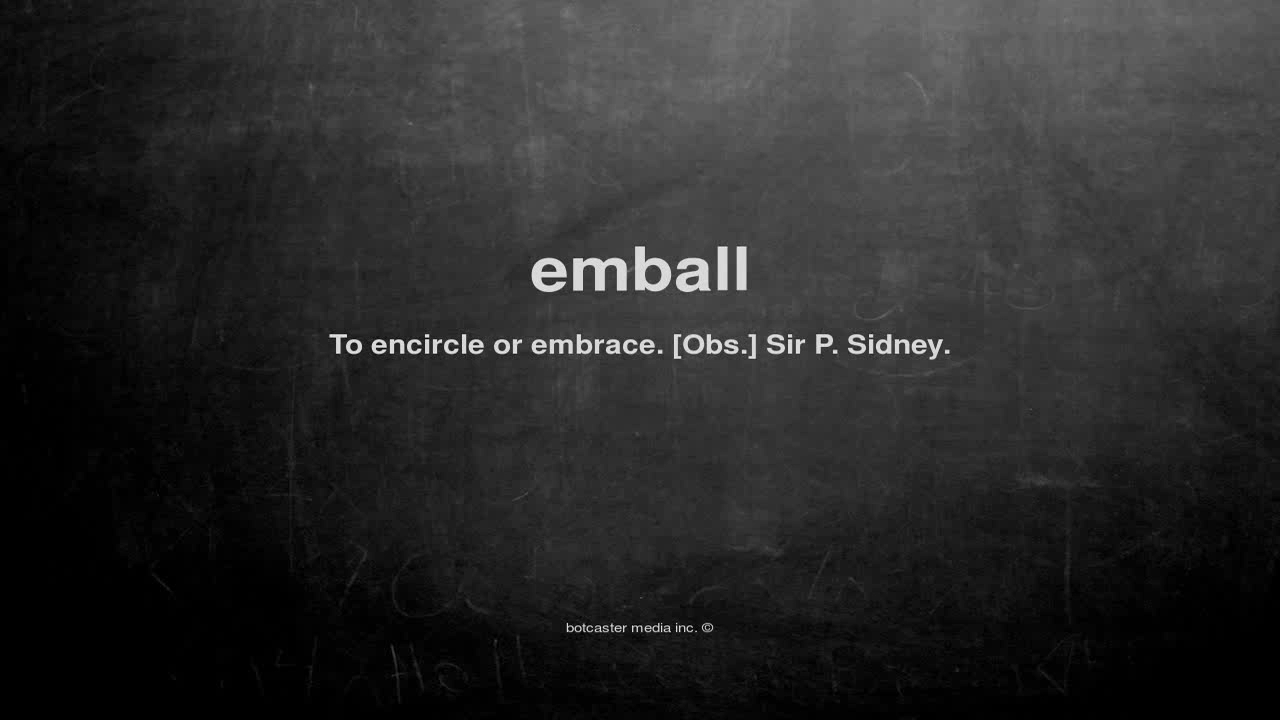 emball
To encircle or embrace. [Obs.] Sir P. Sidney.
botcaster media inc. ©